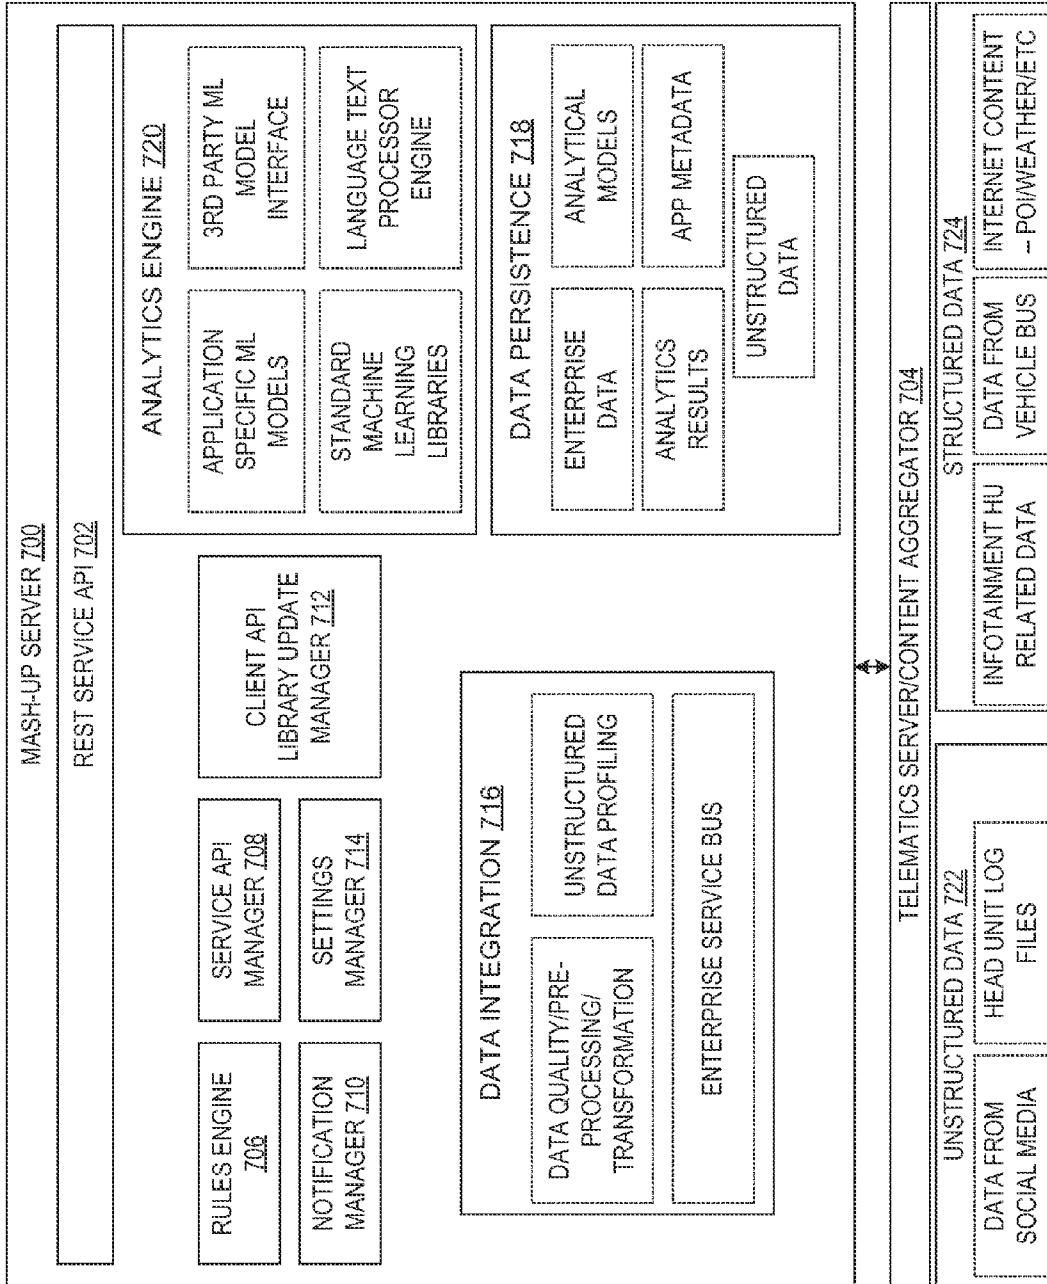 MASH-UP SERVER 700
REST SERVICE API 702
RULES ENGINE
706
SERVICE API
MANAGER 708
NOTIFICATION
MANAGER 710
SETTINGS
MANAGER 714
CLIENT API
LIBRARY UPDATE
MANAGER 712
ANALYTICS ENGINE 720
APPLICATION
SPECIFIC ML
MODELS
3RD PARTY ML
MODEL
INTERFACE
STANDARD
MACHINE
LEARNING
LIBRARIES
LANGUAGE TEXT
PROCESSOR
ENGINE
DATA INTEGRATION 716
DATA QUALITY/PRE-
PROCESSING/
TRANSFORMATION
UNSTRUCTURED
DATA PROFILING
ENTERPRISE SERVICE BUS
DATA PERSISTENCE 718
ENTERPRISE
DATA
ANALYTICAL
MODELS
ANALYTICS
RESULTS
APP METADATA
UNSTRUCTURED
DATA
TELEMATICS SERVER/CONTENT AGGREGATOR 704
UNSTRUCTURED DATA 722
DATA FROM
SOCIAL MEDIA
HEAD UNIT LOG
FILES
STRUCTURED DATA 724
INFOTAINMENT HU
RELATED DATA
DATA FROM
VEHICLE BUS
INTERNET CONTENT
– POI/WEATHER/ETC